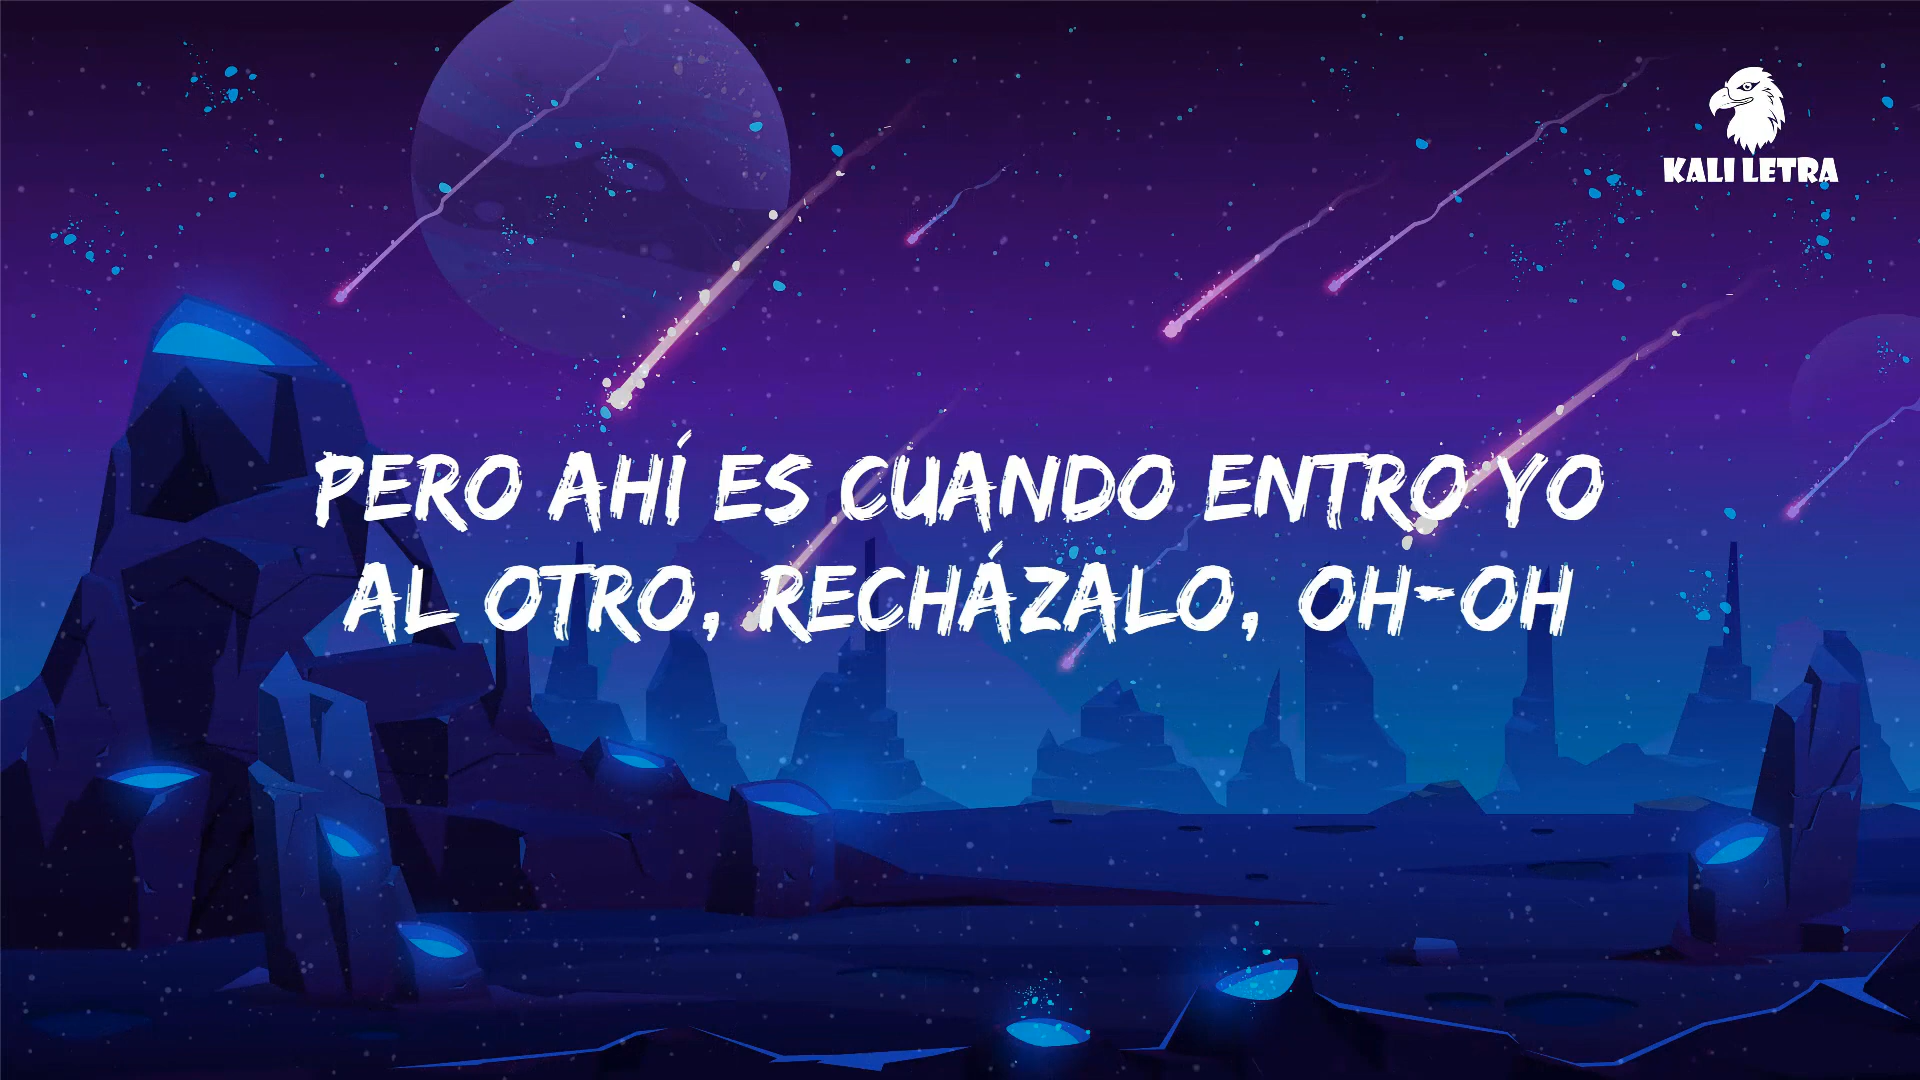 KALI LETRA
PERO AHÍ ES CUANDO ENTRO YO
AL OTRO, RECHÁZALO, OH-OH